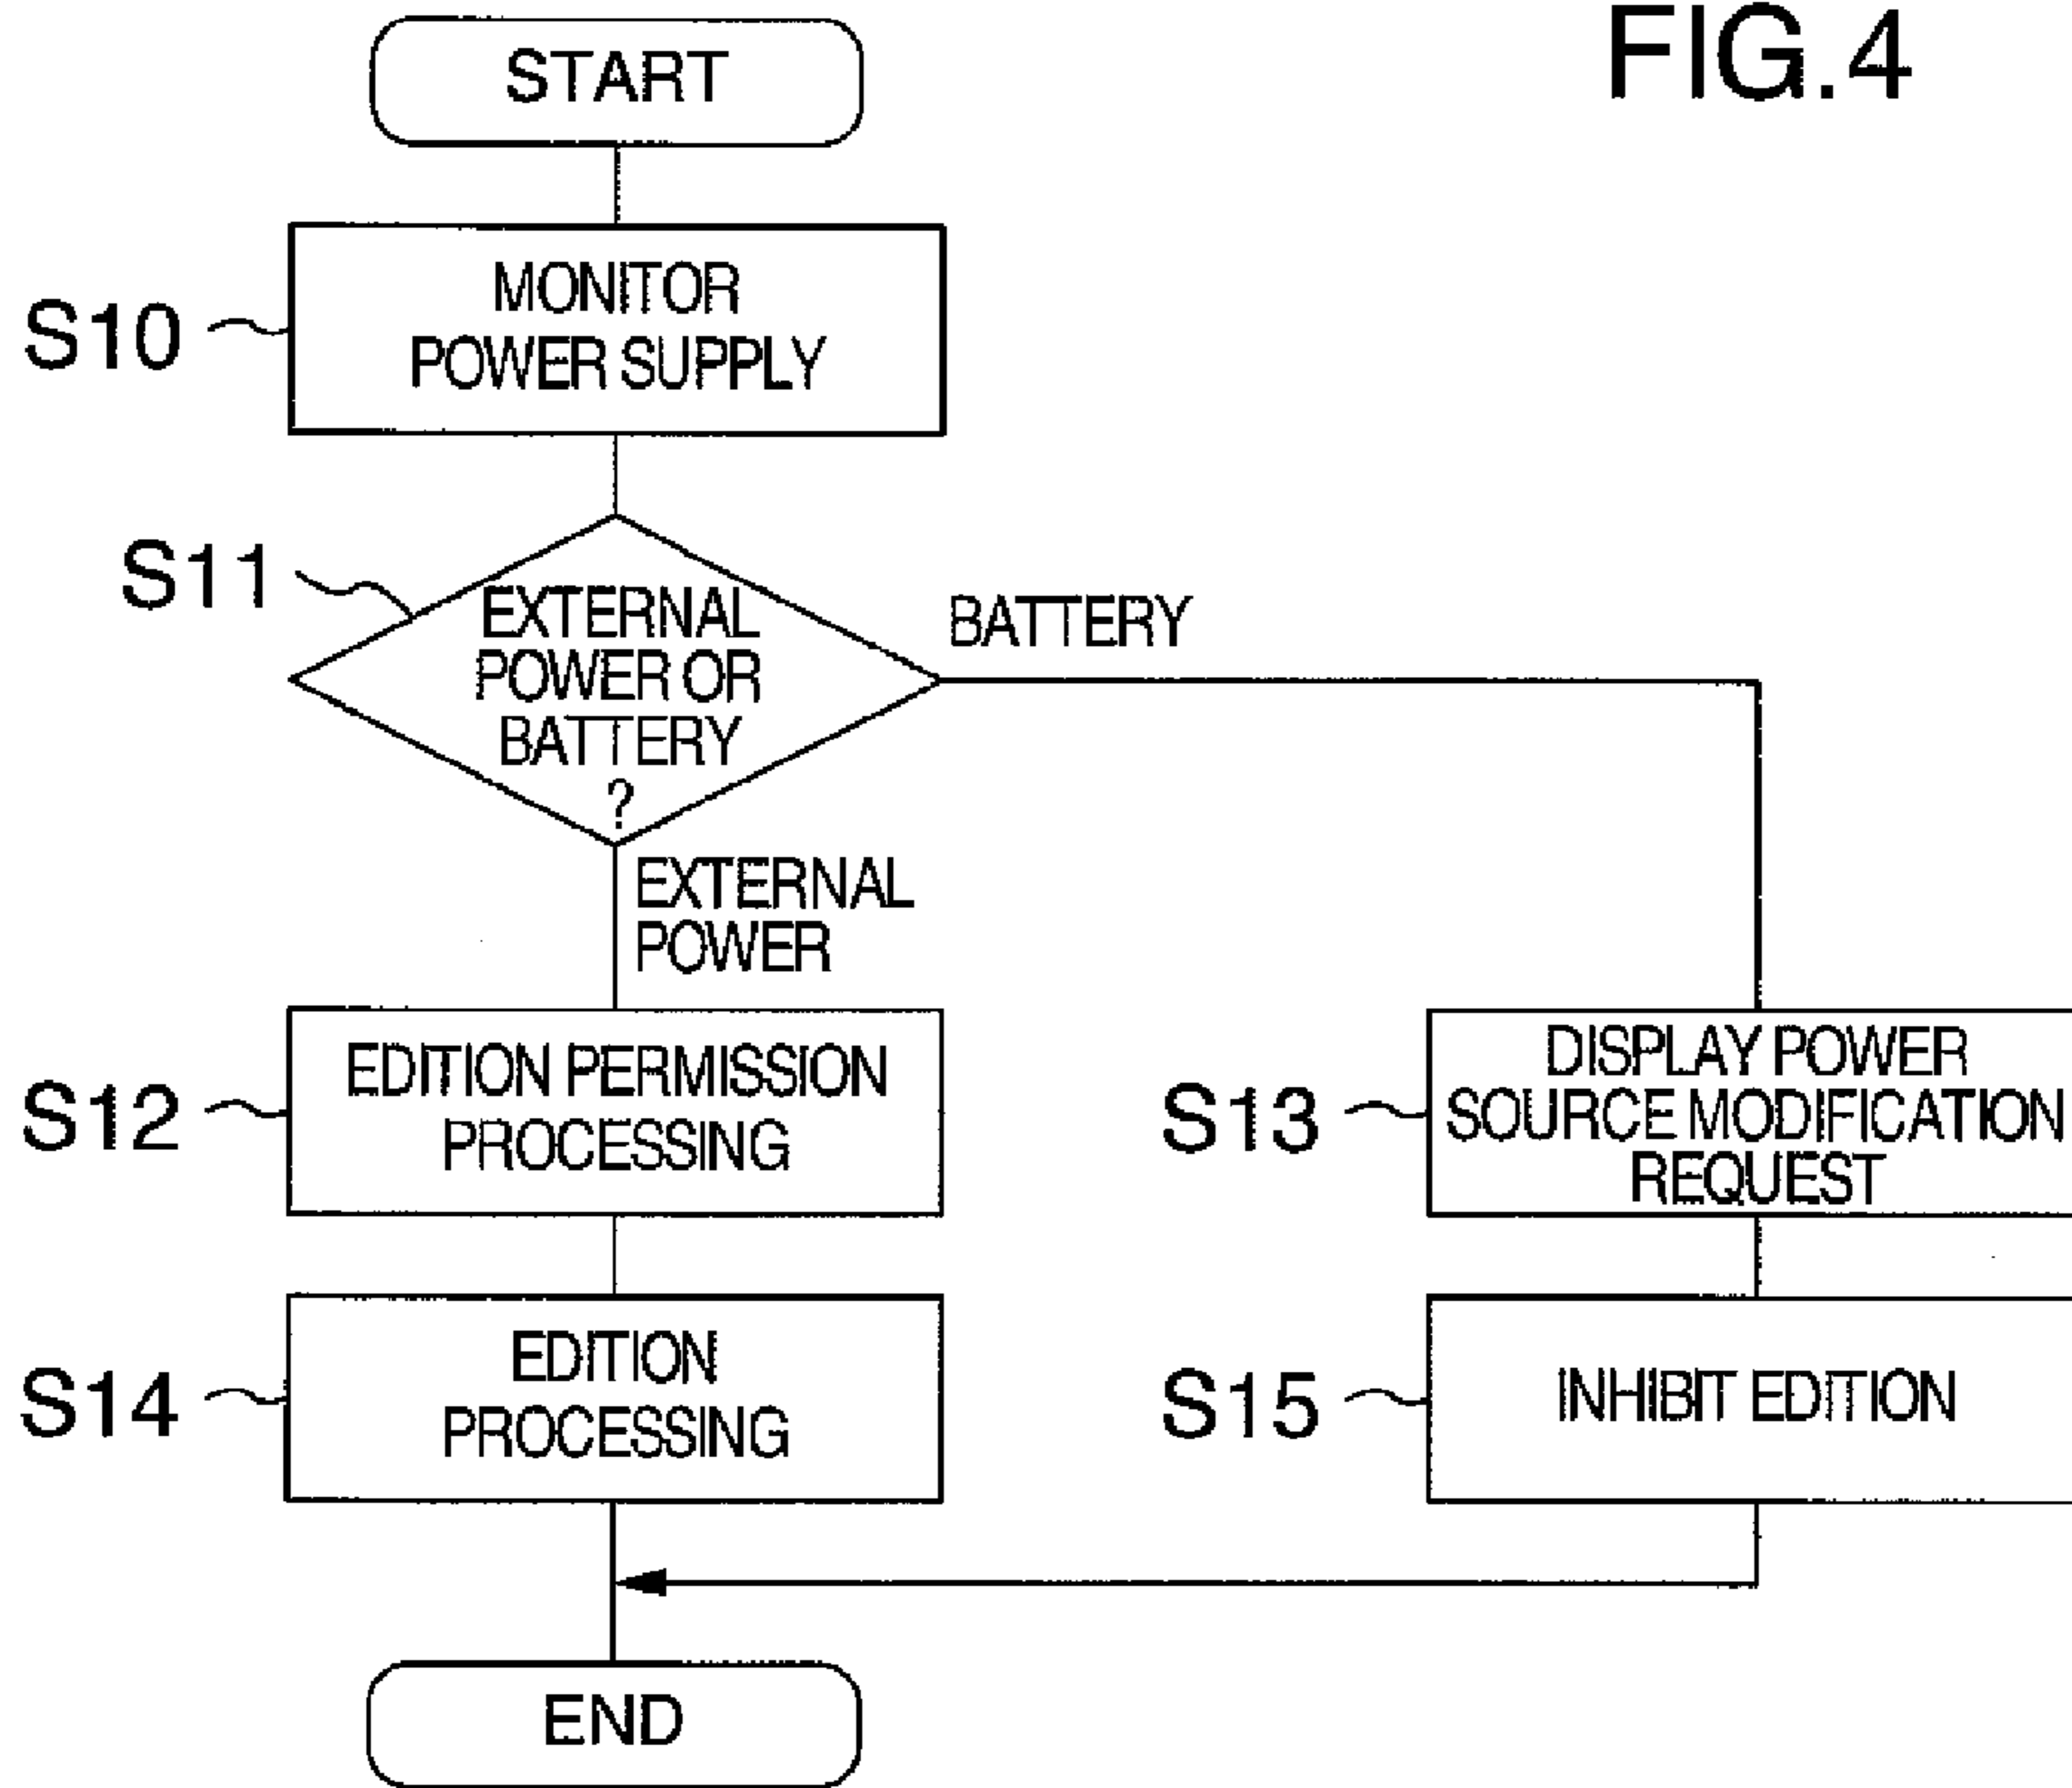 FIG.4
START
S10
MONITOR
POWER SUPPLY
S11
EXTERNAL
POWER OR
BATTERY
?
BATTERY
EXTERNAL
POWER
S12
EDITION PERMISSION
PROCESSING
S13
DISPLAY POWER
SOURCE MODIFICATION
REQUEST
S14
EDITION
PROCESSING
S15
INHIBIT EDITION
END